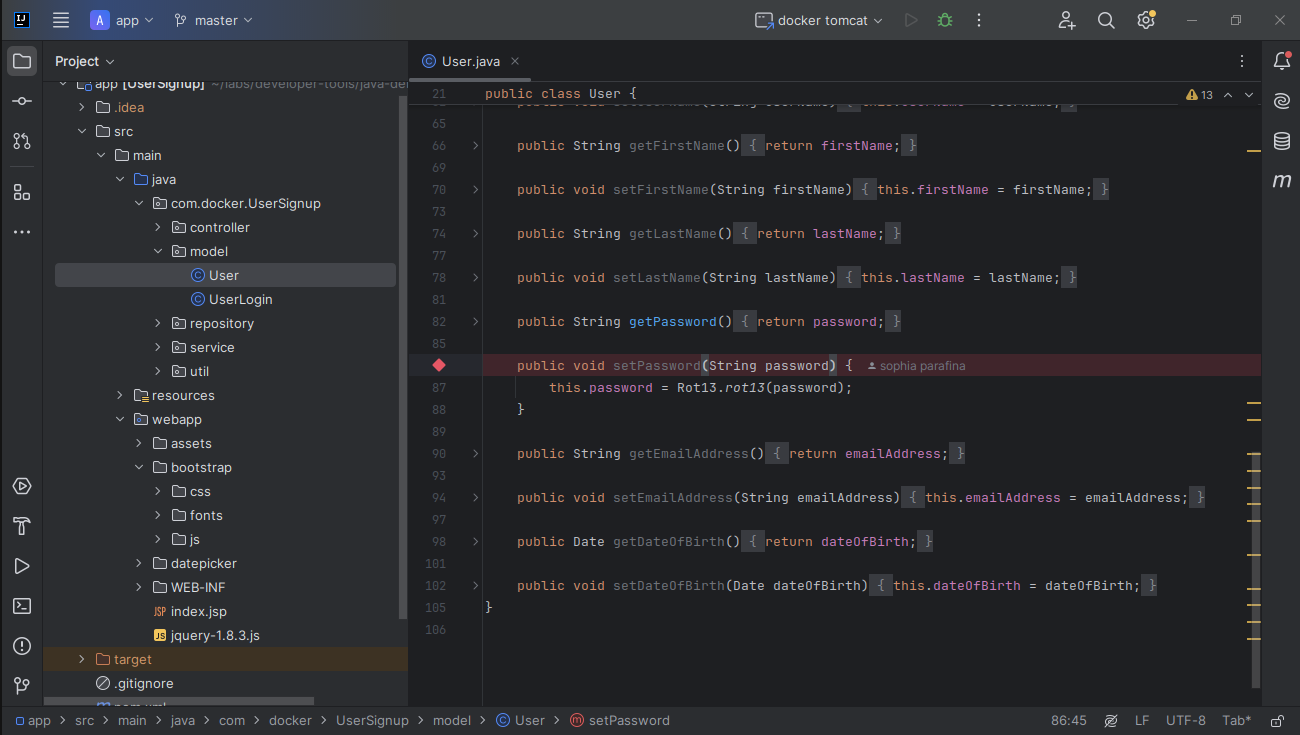 A app master docker tomcat
Project
User.java
app [UserSignup] ~/labs/developer-tools/java-de
.idea
src
main
java
com.docker.UserSignup
controller
model
User
UserLogin
repository
service
util
resources
webapp
assets
bootstrap
css
fonts
js
datepicker
WEB-INF
JSP index.jsp
JS jquery-1.8.3.js
target
.gitignore
21 public class User {
13
65
66 public String getFirstName() { return firstName; }
69
70 public void setFirstName(String firstName) { this.firstName = firstName; }
73
74 public String getLastName() { return lastName; }
77
78 public void setLastName(String lastName) { this.lastName = lastName; }
81
82 public String getPassword() { return password; }
85
public void setPassword(String password) { sophia parafina
87 this.password = Rot13.rot13(password);
88 }
89
90 public String getEmailAddress() { return emailAddress; }
93
94 public void setEmailAddress(String emailAddress) { this.emailAddress = emailAddress; }
97
98 public Date getDateOfBirth() { return dateOfBirth; }
101
102 public void setDateOfBirth(Date dateOfBirth) { this.dateOfBirth = dateOfBirth; }
105 }
106
app > src > main > java > com > docker > UserSignup > model > User > setPassword 86:45 LF UTF-8 Tab*